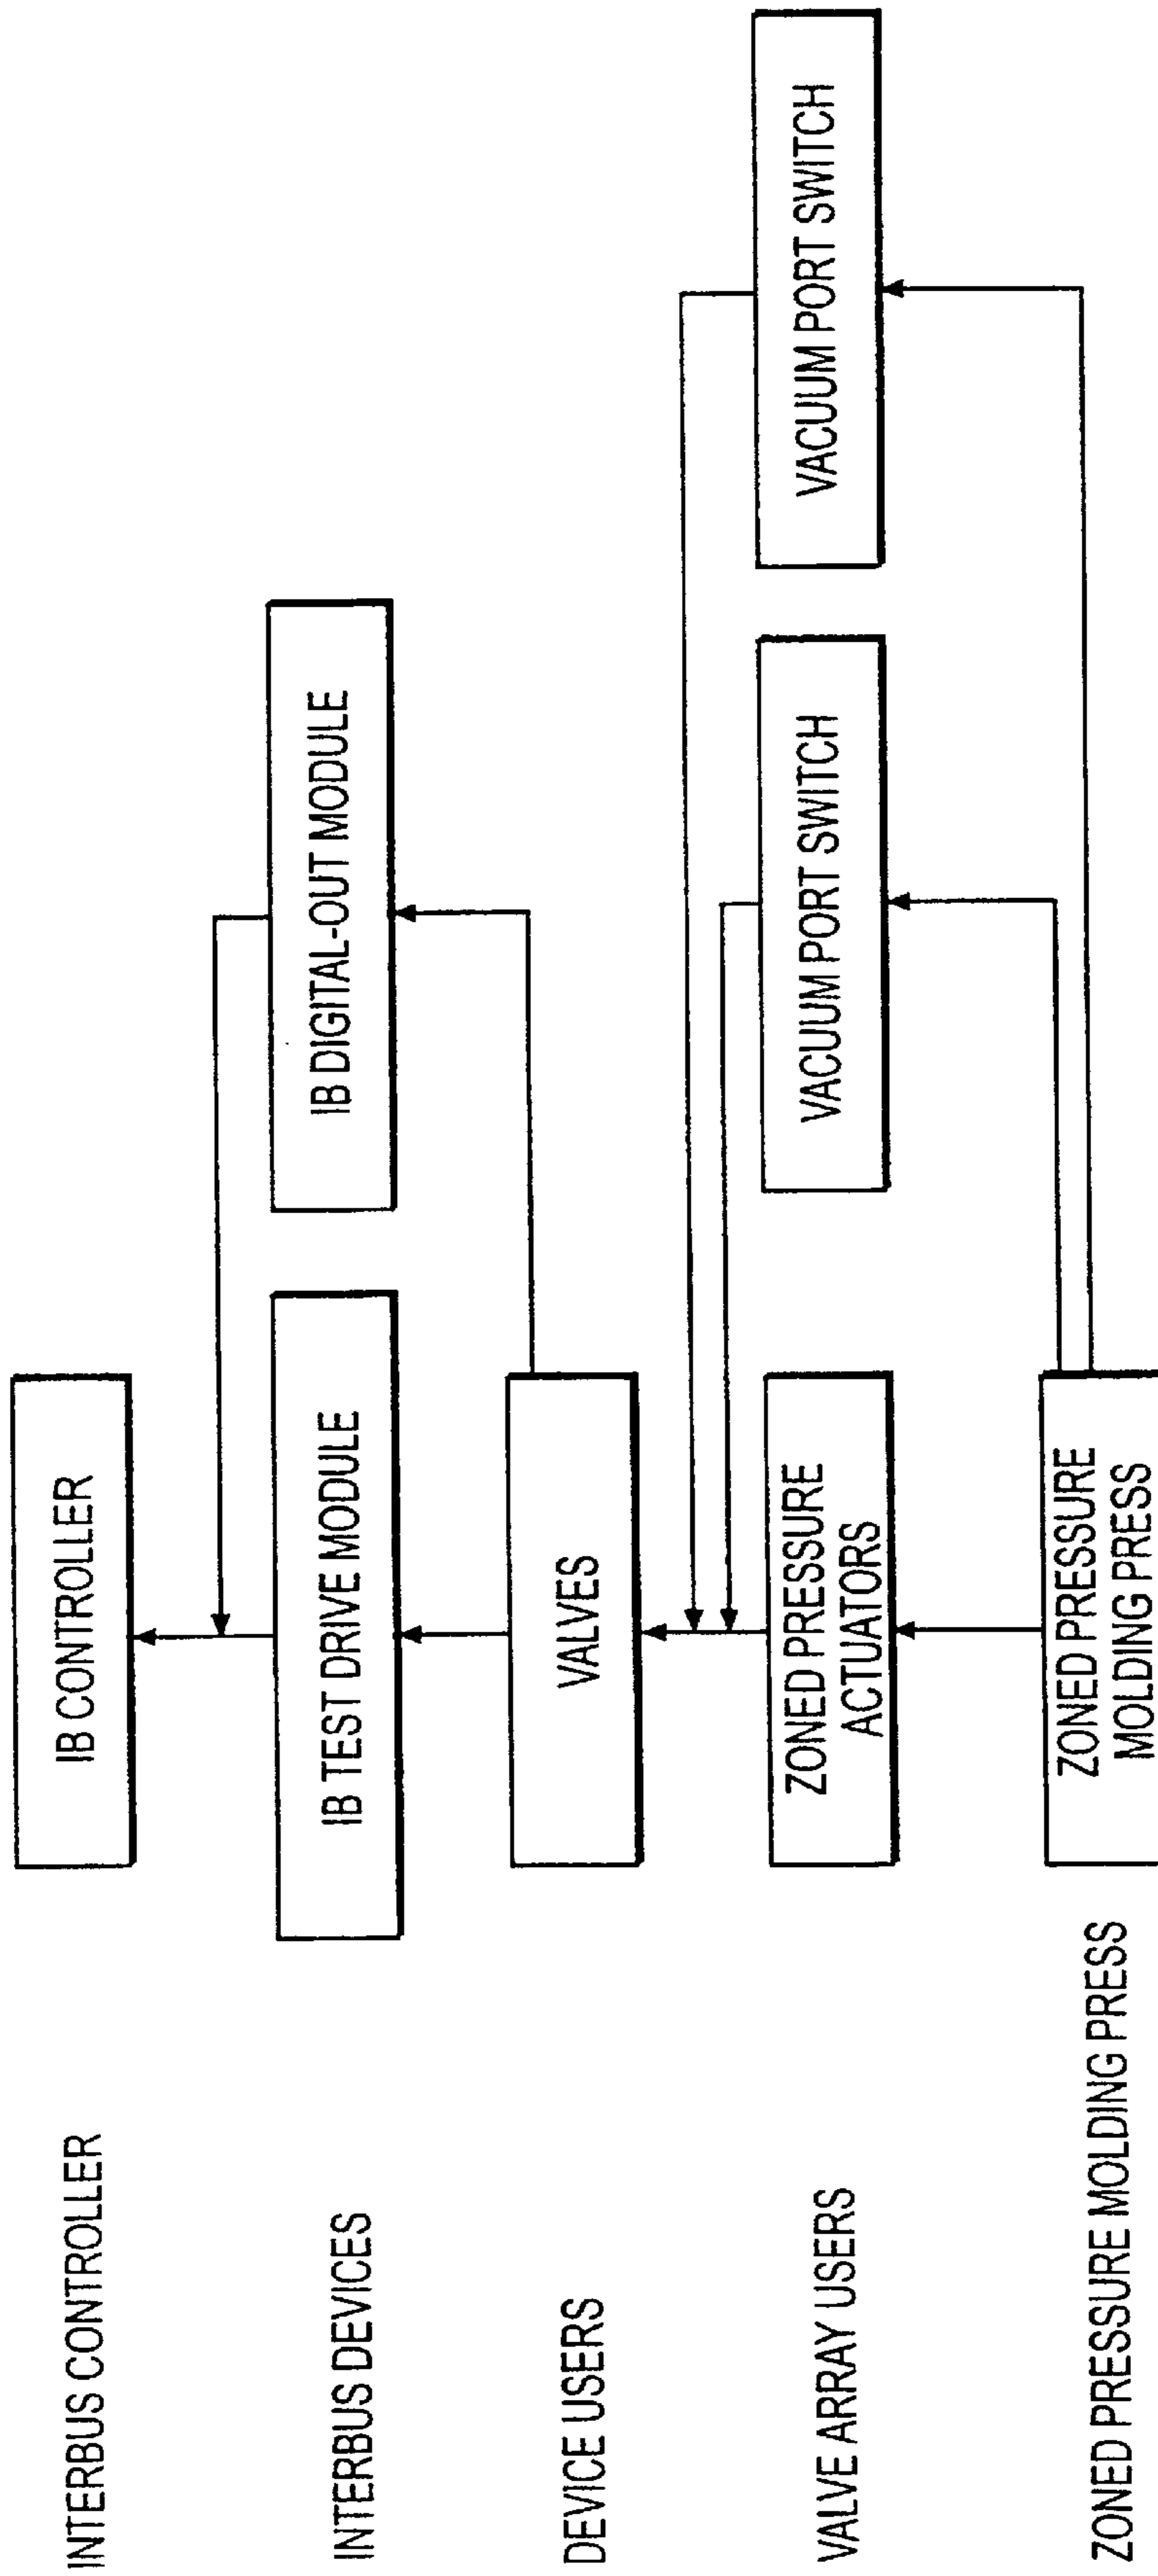 INTERBUS CONTROLLER
IB CONTROLLER
INTERBUS DEVICES
IB TEST DRIVE MODULE
IB DIGITAL-OUT MODULE
DEVICE USERS
VALVES
VALVE ARRAY USERS
ZONED PRESSURE
ACTUATORS
VACUUM PORT SWITCH
VACUUM PORT SWITCH
ZONED PRESSURE MOLDING PRESS
ZONED PRESSURE
MOLDING PRESS